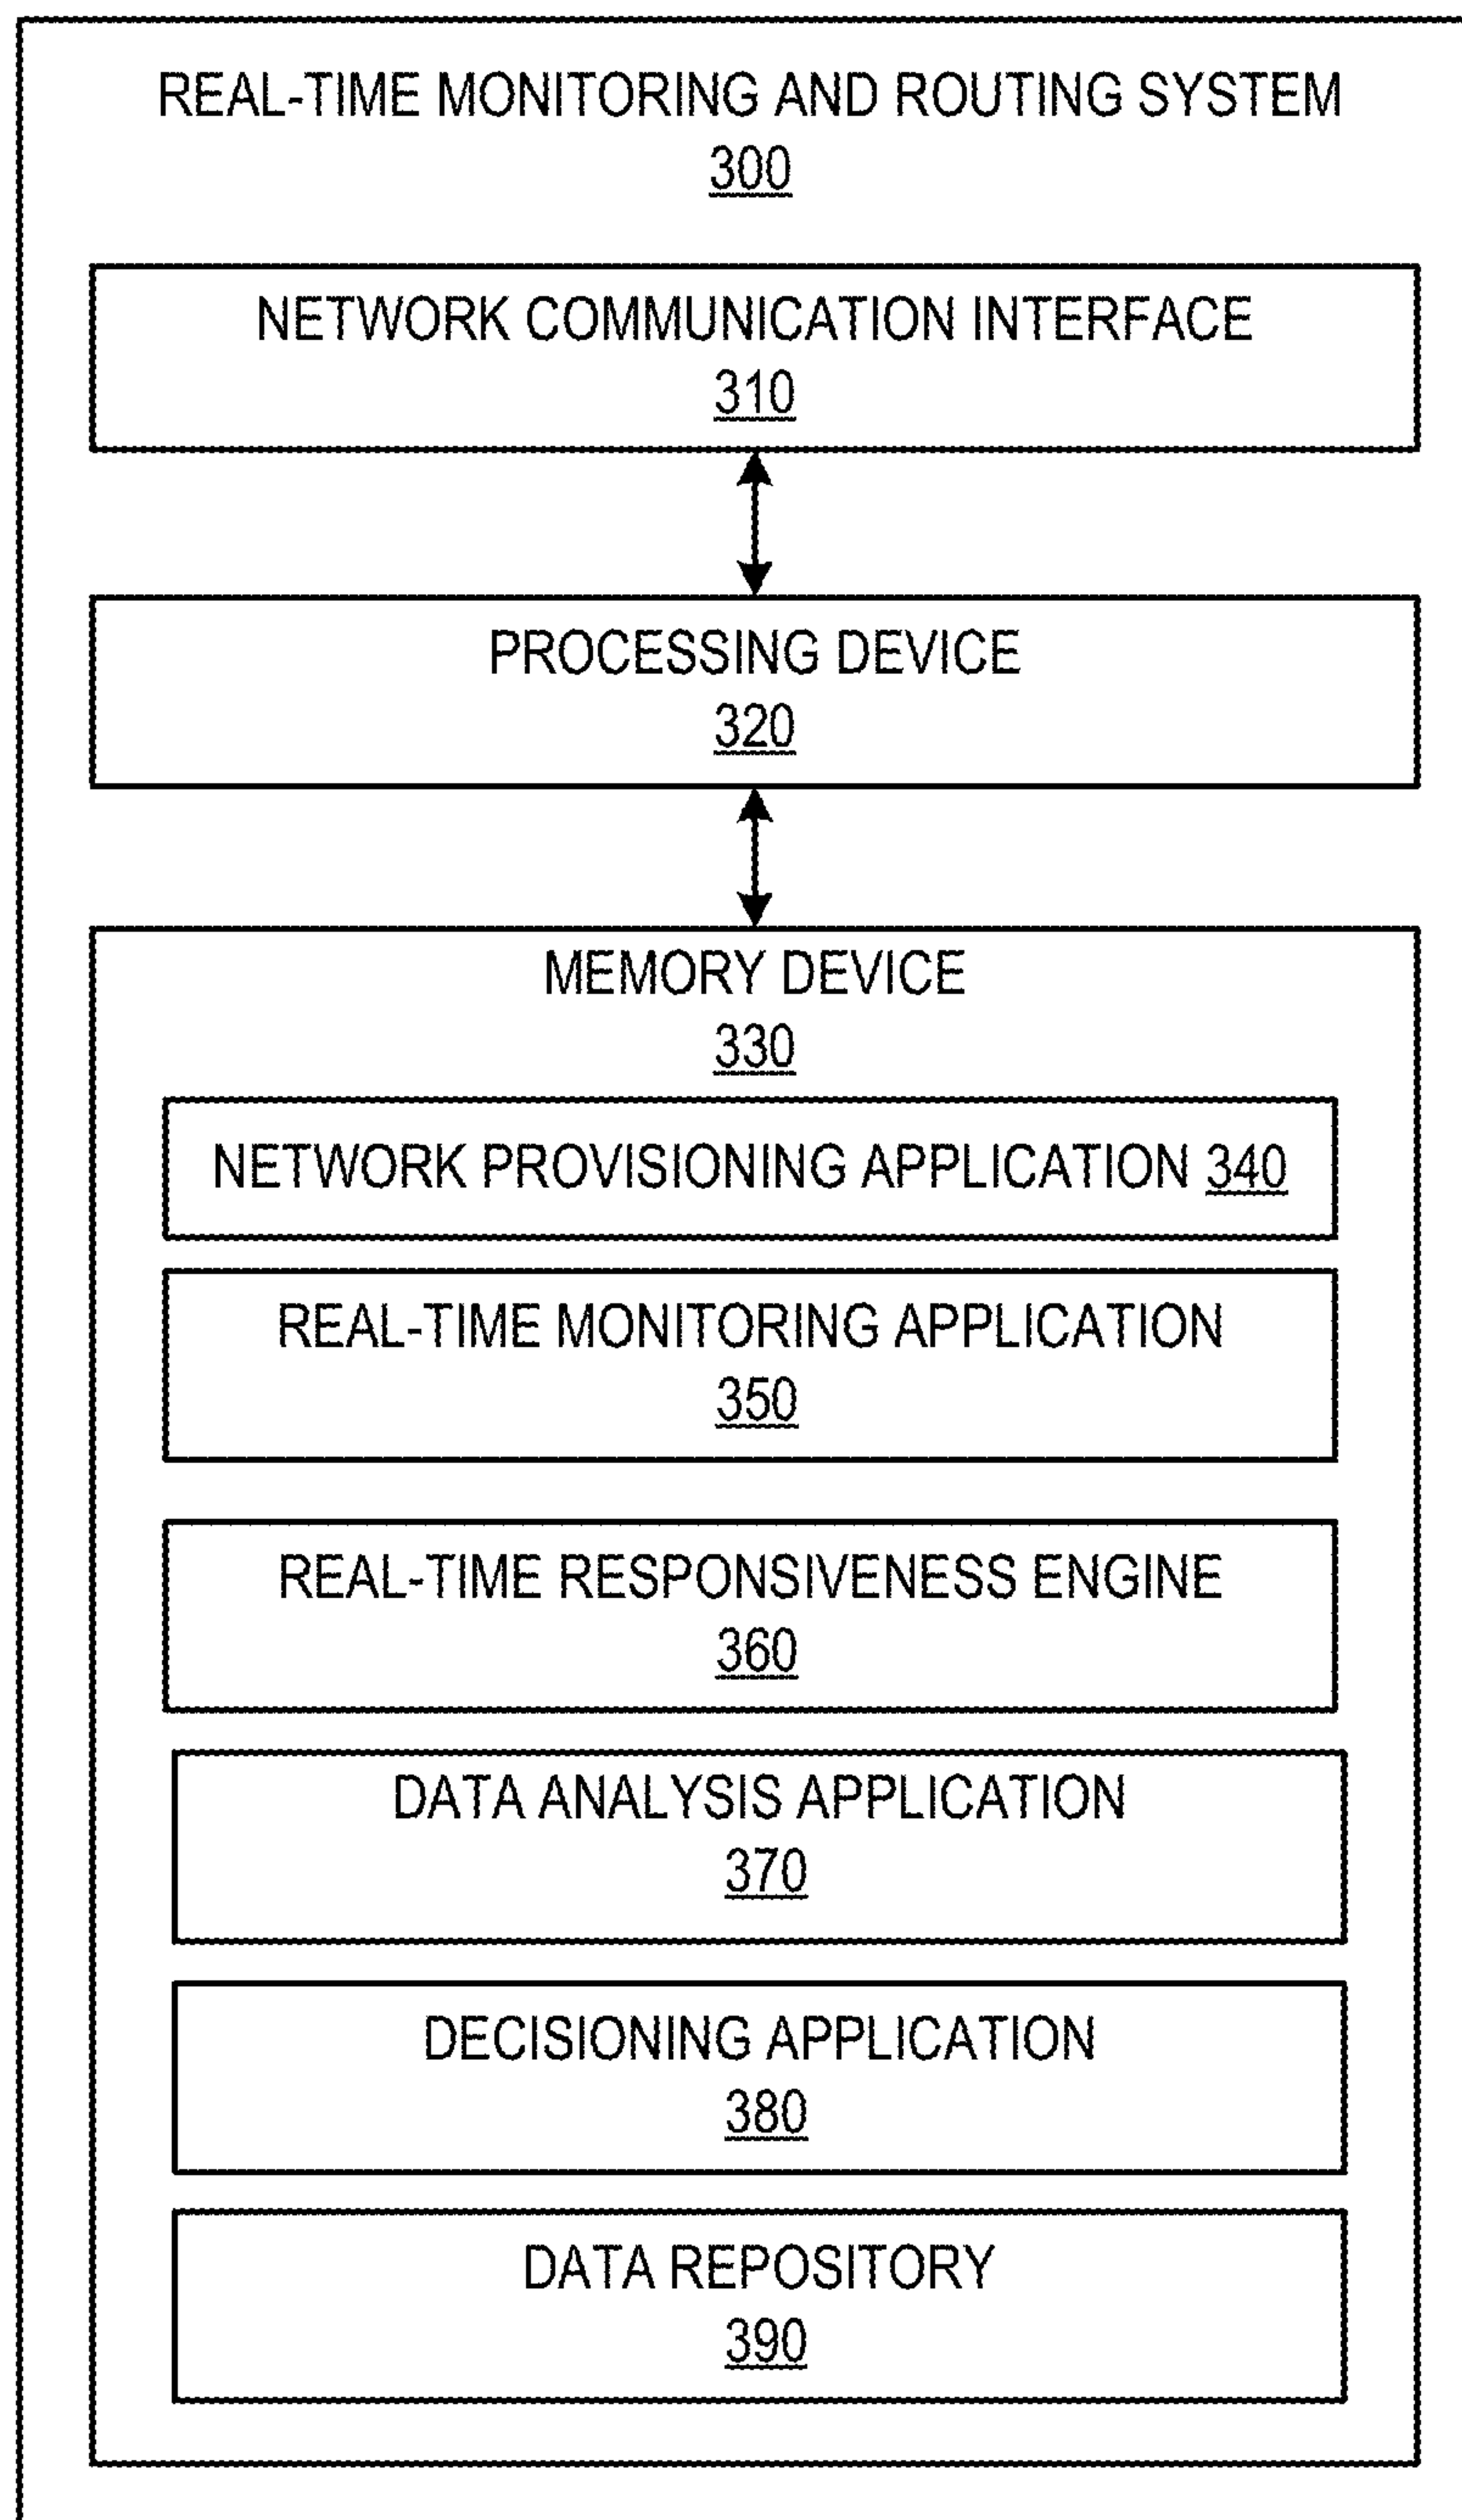 REAL-TIME MONITORING AND ROUTING SYSTEM
300
NETWORK COMMUNICATION INTERFACE
310
PROCESSING DEVICE
320
MEMORY DEVICE
330
NETWORK PROVISIONING APPLICATION 340
REAL-TIME MONITORING APPLICATION
350
REAL-TIME RESPONSIVENESS ENGINE
360
DATA ANALYSIS APPLICATION
370
DECISIONING APPLICATION
380
DATA REPOSITORY
390